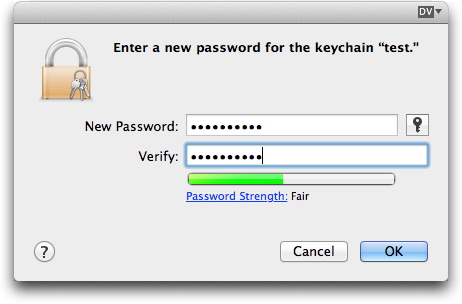 DV
Enter a new password for the keychain “test.”
New Password: ••••••••••
Verify: ••••••••••
Password Strength: Fair
? Cancel OK